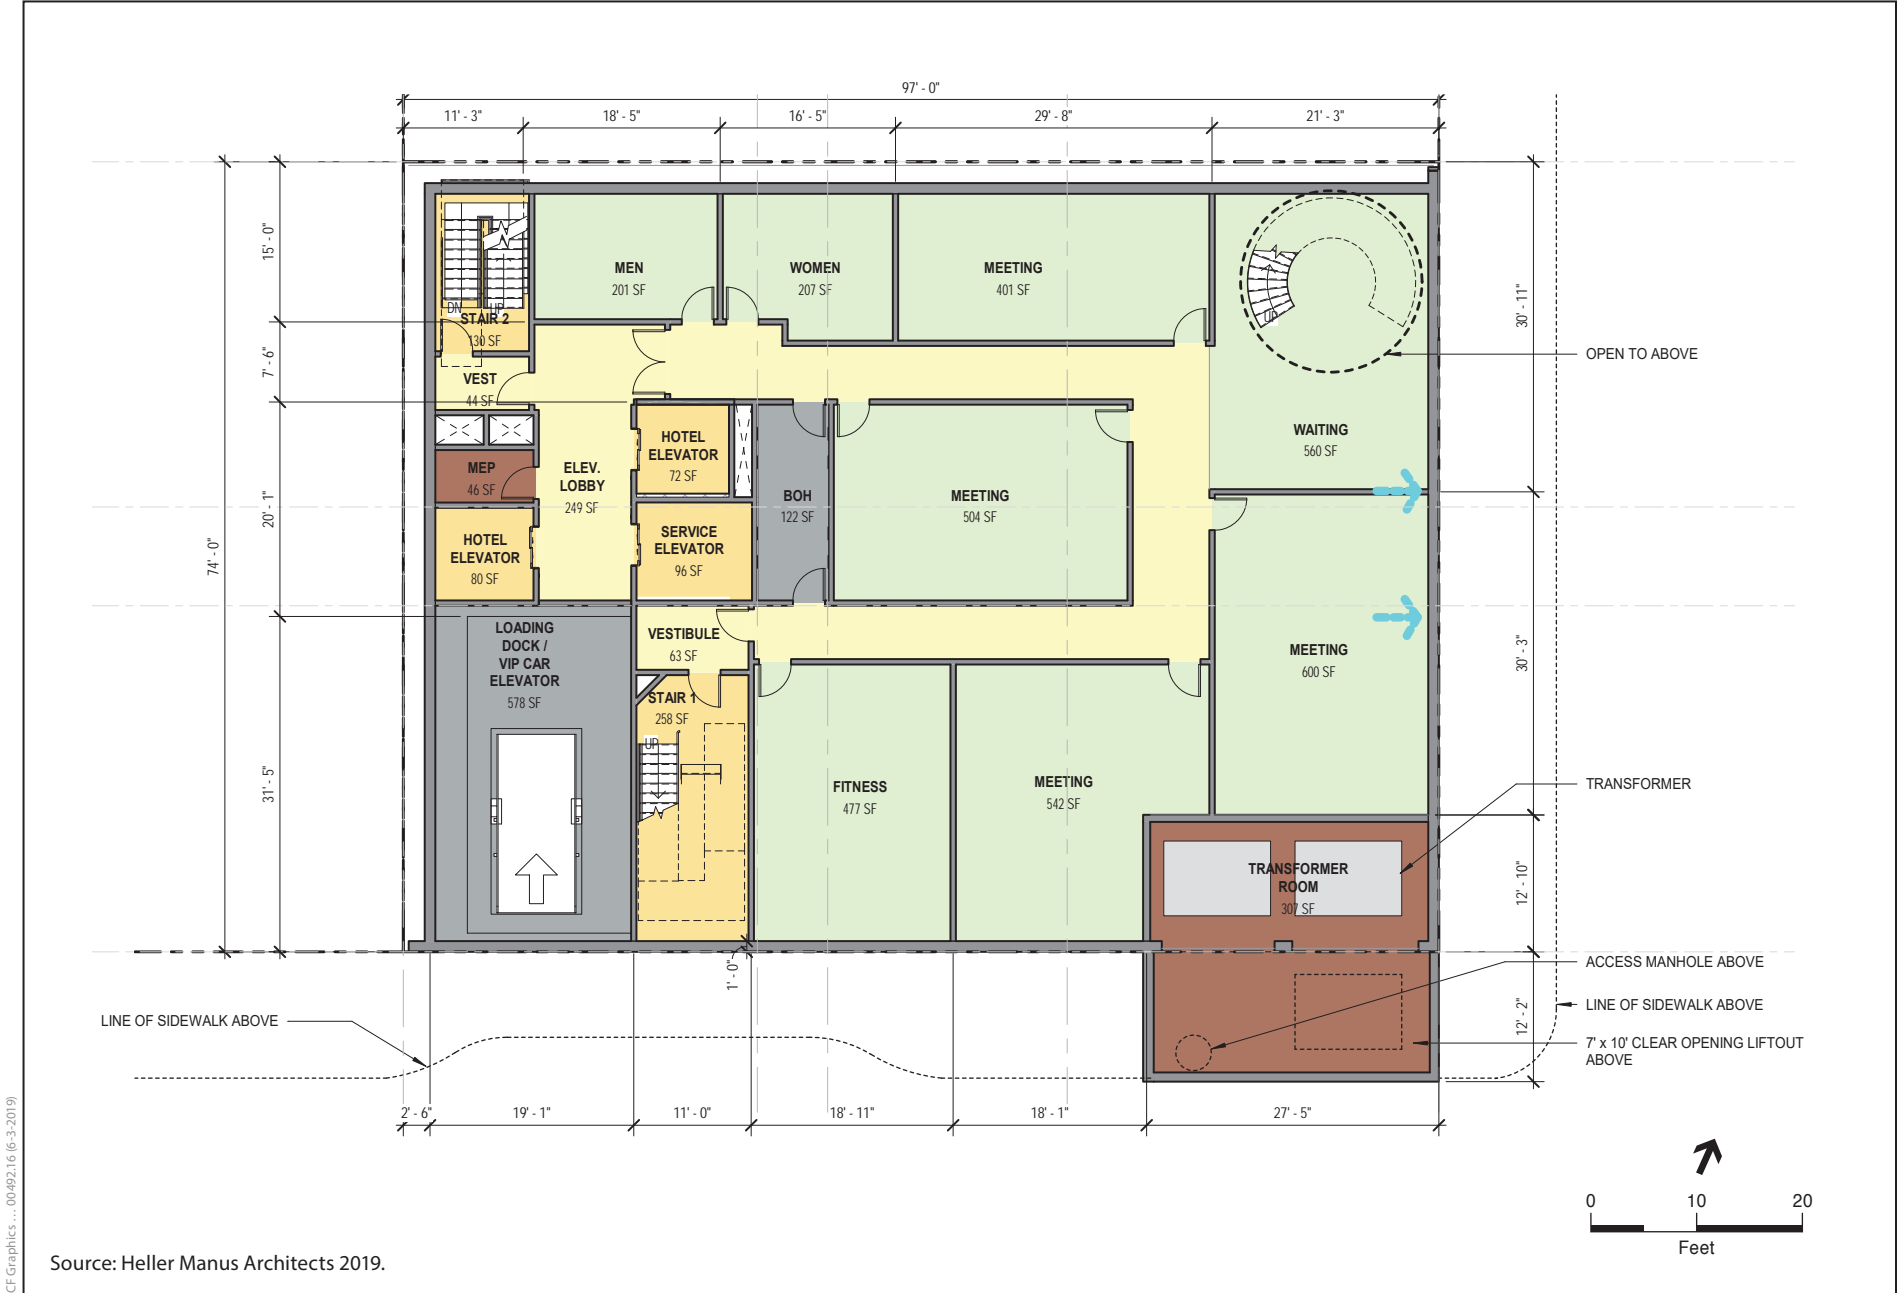 97' - 0"
11' - 3"
18' - 5"
16' - 5"
29' - 8"
21' - 3"
15' - 0"
7' - 6"
20' - 1"
31' - 5"
74' - 0"
30' - 11"
30' - 3"
12' - 10"
12' - 2"
DN
UP
STAIR 2
130 SF
MEN
201 SF
WOMEN
207 SF
MEETING
401 SF
UP
OPEN TO ABOVE
VEST
44 SF
WAITING
560 SF
MEP
46 SF
ELEV.
LOBBY
249 SF
HOTEL
ELEVATOR
72 SF
BOH
122 SF
MEETING
504 SF
HOTEL
ELEVATOR
80 SF
SERVICE
ELEVATOR
96 SF
LOADING
DOCK /
VIP CAR
ELEVATOR
578 SF
VESTIBULE
63 SF
MEETING
600 SF
STAIR 1
258 SF
UP
FITNESS
477 SF
MEETING
542 SF
TRANSFORMER
TRANSFORMER
ROOM
307 SF
ACCESS MANHOLE ABOVE
LINE OF SIDEWALK ABOVE
7' x 10' CLEAR OPENING LIFTOUT
ABOVE
LINE OF SIDEWALK ABOVE
1' - 0"
2' - 6"
19' - 1"
11' - 0"
18' - 11"
18' - 1"
27' - 5"
0 10 20
Feet
Source: Heller Manus Architects 2019.
CF Graphics … 00492.16 (6-3-2019)